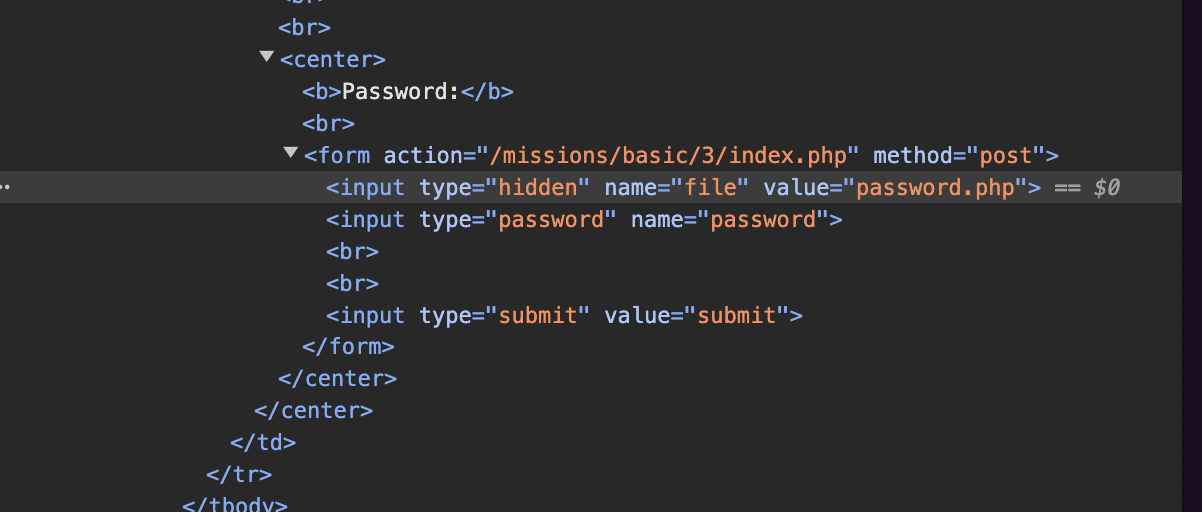 <br>
<br>
<center>
<b>Password:</b>
<br>
<form action="/missions/basic/3/index.php" method="post">
<input type="hidden" name="file" value="password.php"> == $0
<input type="password" name="password">
<br>
<br>
<input type="submit" value="submit">
</form>
</center>
</center>
</td>
</tr>
</tbody>